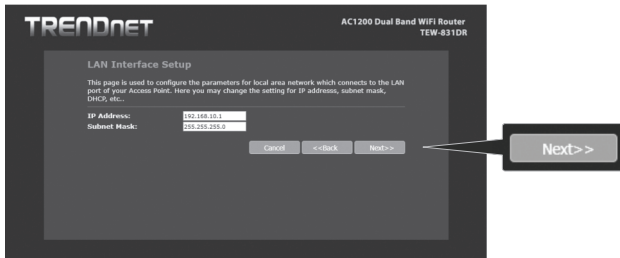 TRENDNET
AC1200 Dual Band WiFi Router
TEW-831DR
LAN Interface Setup
This page is used to configure the parameters for local area network which connects to the LAN
port of your Access Point. Here you may change the setting for IP addresss, subnet mask,
DHCP, etc..
IP Address: 192.168.10.1
Subnet Mask: 255.255.255.0
Cancel <<Back Next>>
Next>>